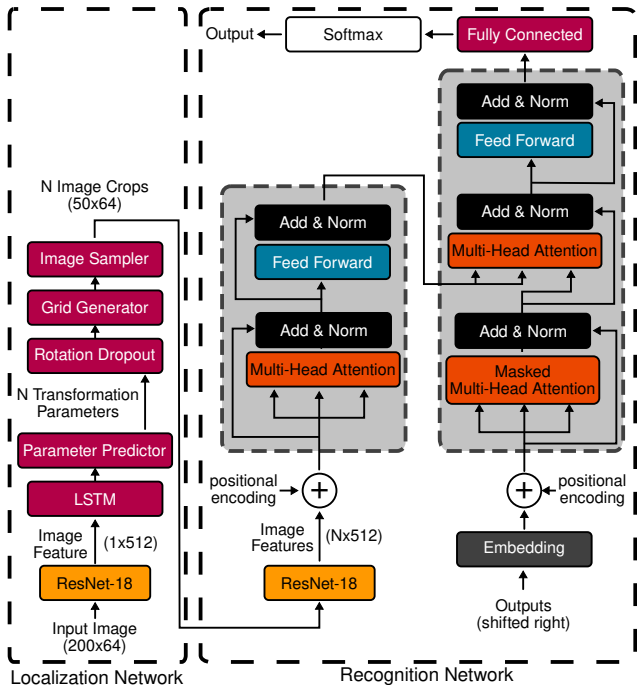 N Image Crops
(50x64)
Image Sampler
Grid Generator
Rotation Dropout
N Transformation
Parameters
Parameter Predictor
LSTM
Image
Feature
(1x512)
ResNet-18
Input Image
(200x64)
Localization Network
Output
Softmax
Fully Connected
Add & Norm
Feed Forward
Add & Norm
Multi-Head Attention
positional
encoding
Image
Features
(Nx512)
ResNet-18
Add & Norm
Feed Forward
Add & Norm
Multi-Head Attention
Add & Norm
Masked
Multi-Head Attention
positional
encoding
Embedding
Outputs
(shifted right)
Recognition Network